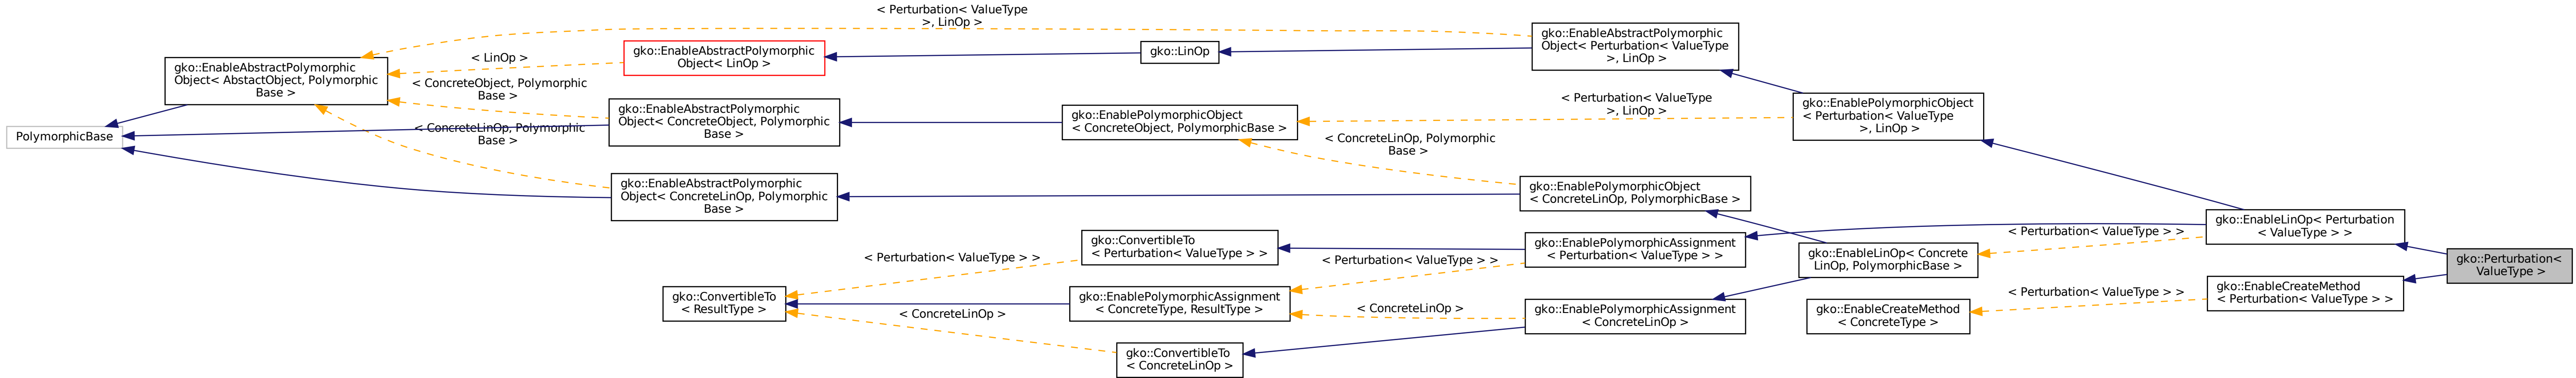 PolymorphicBase
gko::EnableAbstractPolymorphic
Object< AbstactObject, Polymorphic
Base >
< Perturbation< ValueType
>, LinOp >
< LinOp >
< ConcreteObject, Polymorphic
Base >
< ConcreteLinOp, Polymorphic
Base >
gko::EnableAbstractPolymorphic
Object< LinOp >
gko::EnableAbstractPolymorphic
Object< ConcreteObject, Polymorphic
Base >
gko::EnableAbstractPolymorphic
Object< ConcreteLinOp, Polymorphic
Base >
gko::ConvertibleTo
< ResultType >
< Perturbation< ValueType > >
< ConcreteLinOp >
gko::LinOp
gko::EnablePolymorphicObject
< ConcreteObject, PolymorphicBase >
gko::ConvertibleTo
< Perturbation< ValueType > >
gko::EnablePolymorphicAssignment
< ConcreteType, ResultType >
gko::ConvertibleTo
< ConcreteLinOp >
< Perturbation< ValueType
>, LinOp >
< ConcreteLinOp, Polymorphic
Base >
< Perturbation< ValueType > >
< ConcreteLinOp >
gko::EnableAbstractPolymorphic
Object< Perturbation< ValueType
>, LinOp >
gko::EnablePolymorphicObject
< ConcreteLinOp, PolymorphicBase >
gko::EnablePolymorphicAssignment
< Perturbation< ValueType > >
gko::EnablePolymorphicAssignment
< ConcreteLinOp >
gko::EnablePolymorphicObject
< Perturbation< ValueType
>, LinOp >
gko::EnableLinOp< Concrete
LinOp, PolymorphicBase >
gko::EnableCreateMethod
< ConcreteType >
< Perturbation< ValueType > >
< Perturbation< ValueType > >
gko::EnableLinOp< Perturbation
< ValueType > >
gko::EnableCreateMethod
< Perturbation< ValueType > >
gko::Perturbation<
ValueType >